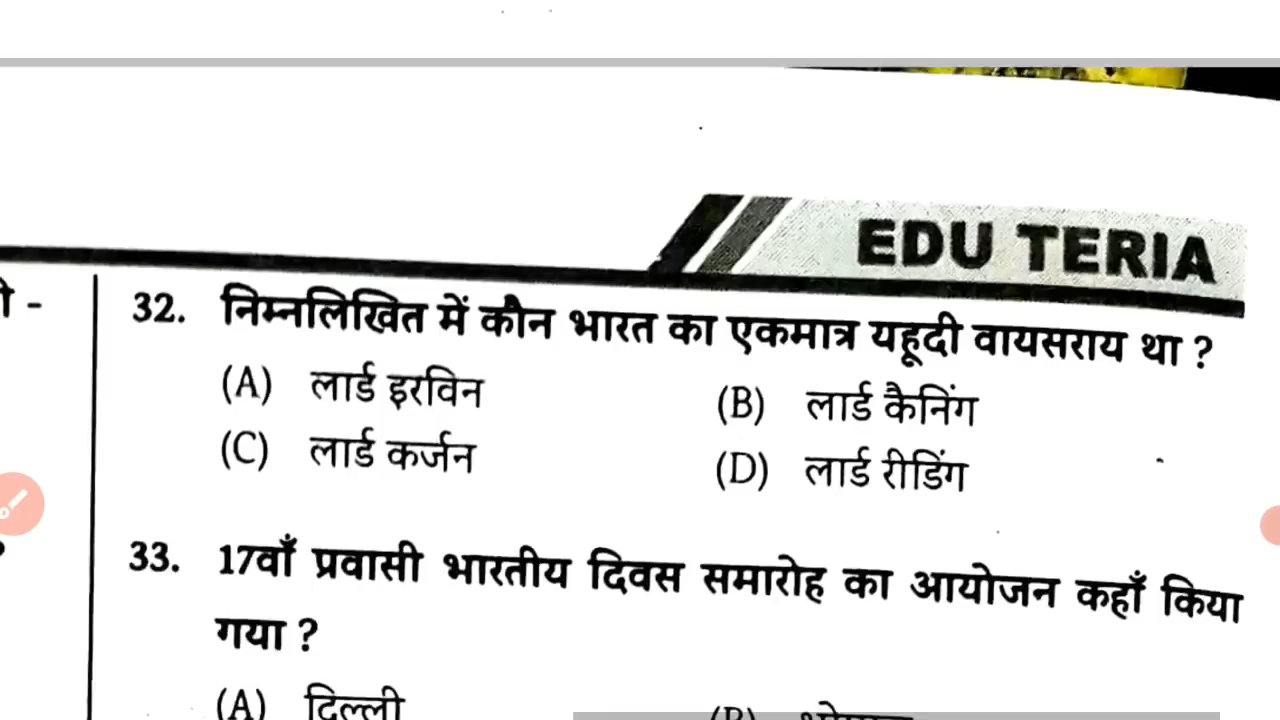 EDU TERIA
32. निम्नलिखित में कौन भारत का एकमात्र यहूदी वायसराय था ?
(A) लार्ड इरविन (B) लार्ड कैनिंग
(C) लार्ड कर्जन (D) लार्ड रीडिंग
33. 17वाँ प्रवासी भारतीय दिवस समारोह का आयोजन कहाँ किया
गया ?
(A) दिल्ली (B)